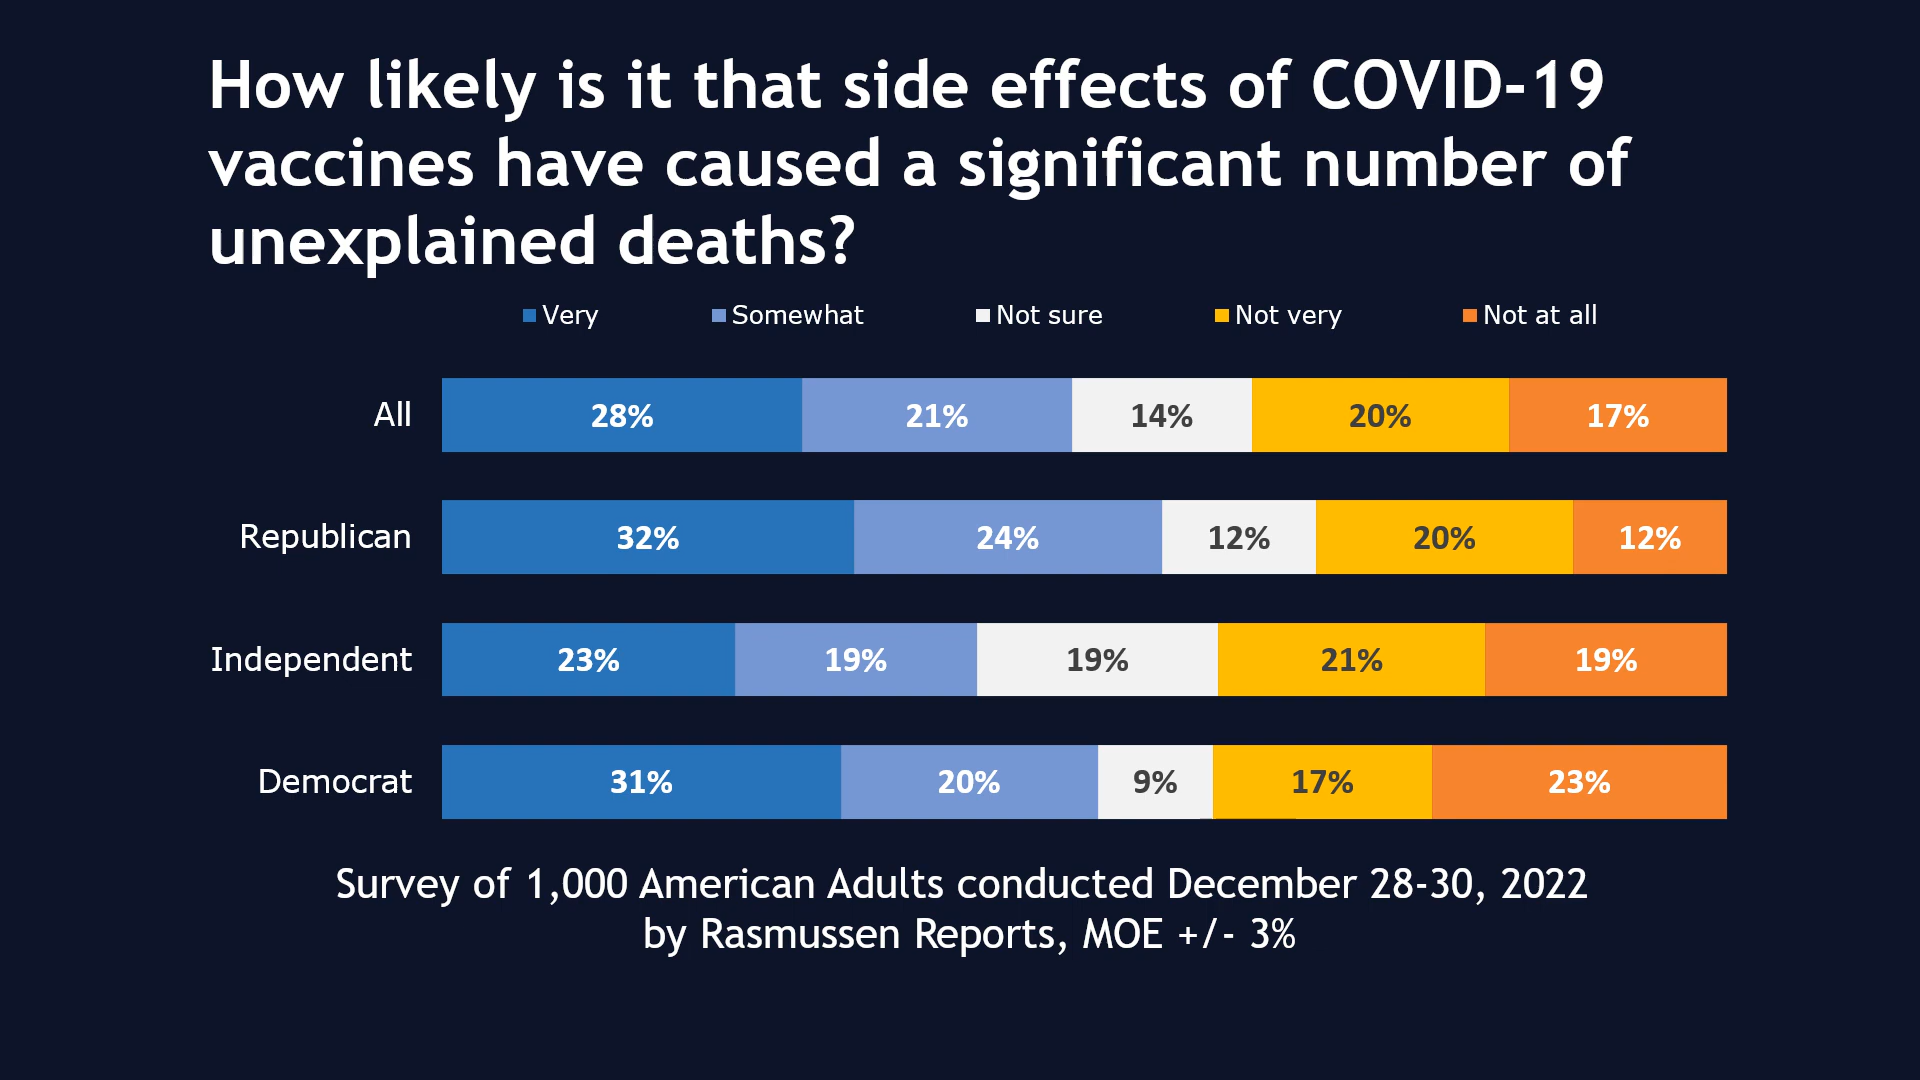 How likely is it that side effects of COVID-19
vaccines have caused a significant number of
unexplained deaths?
Very Somewhat Not sure Not very Not at all
All 28% 21% 14% 20% 17%
Republican 32% 24% 12% 20% 12%
Independent 23% 19% 19% 21% 19%
Democrat 31% 20% 9% 17% 23%
Survey of 1,000 American Adults conducted December 28-30, 2022
by Rasmussen Reports, MOE +/- 3%